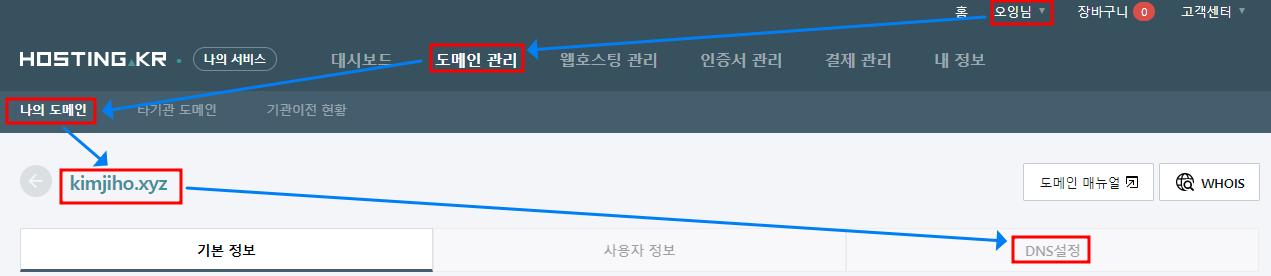 홈 오잉님 장바구니 0 고객센터
HOSTING.KR 나의 서비스 대시보드 도메인 관리 웹호스팅 관리 인증서 관리 결제 관리 내 정보
나의 도메인 타기관 도메인 기관이전 현황
kimjiho.xyz 도메인 매뉴얼 WHOIS
기본 정보 사용자 정보 DNS설정